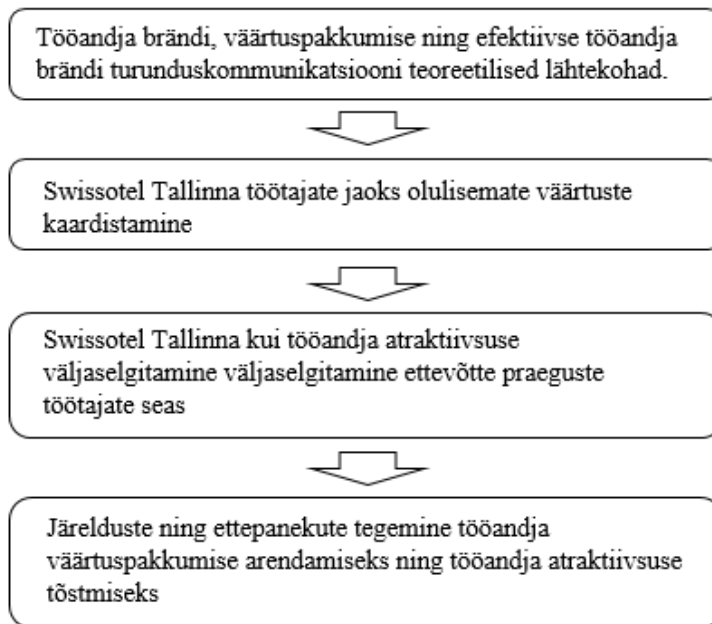 Tööandja brändi, väärtuspakkumise ning efektiivse tööandja
brändi turunduskommunikatsiooni teoreetilised lähtekohad.
Swissotel Tallinna töötajate jaoks olulisemate väärtuste
kaardistamine
Swissotel Tallinna kui tööandja atraktiivsuse
väljaselgitamine väljaselgitamine ettevõtte praeguste
töötajate seas
Järelduste ning ettepanekute tegemine tööandja
väärtuspakkumise arendamiseks ning tööandja atraktiivsuse
tõstmiseks